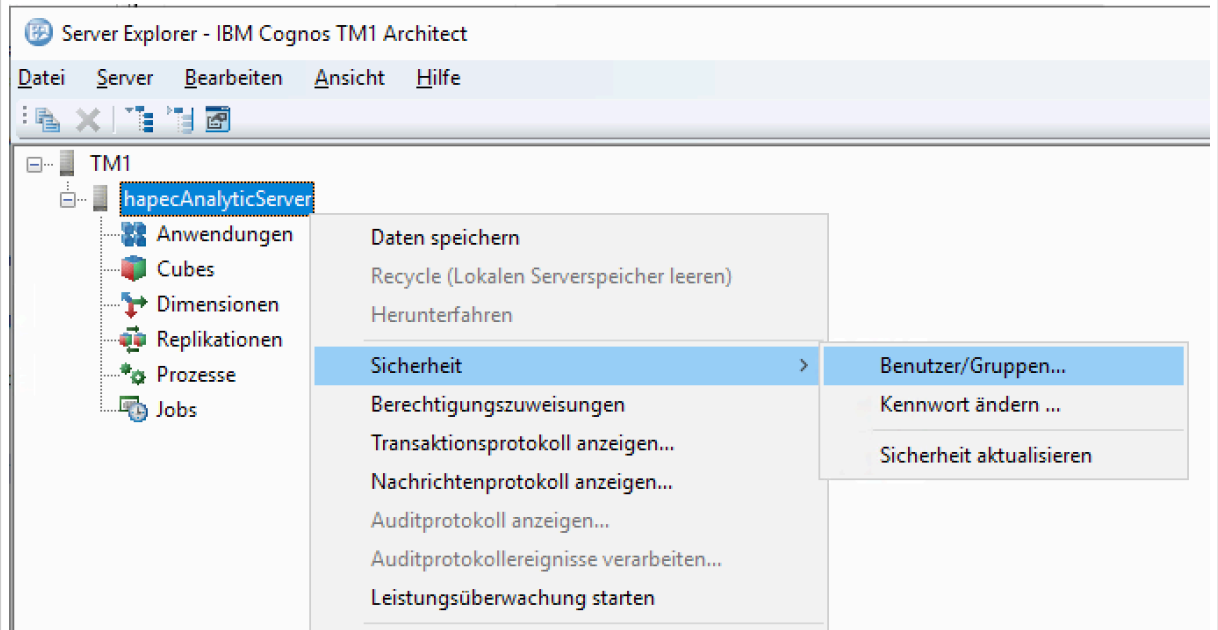 Server Explorer - IBM Cognos TM1 Architect
Datei Server Bearbeiten Ansicht Hilfe
TM1
hapecAnalyticServer
Anwendungen
Cubes
Dimensionen
Replikationen
Prozesse
Jobs
Daten speichern
Recycle (Lokalen Serverspeicher leeren)
Herunterfahren
Sicherheit
Berechtigungszuweisungen
Transaktionsprotokoll anzeigen...
Nachrichtenprotokoll anzeigen...
Auditprotokoll anzeigen...
Auditprotokollereignisse verarbeiten...
Leistungsüberwachung starten
Benutzer/Gruppen...
Kennwort ändern ...
Sicherheit aktualisieren